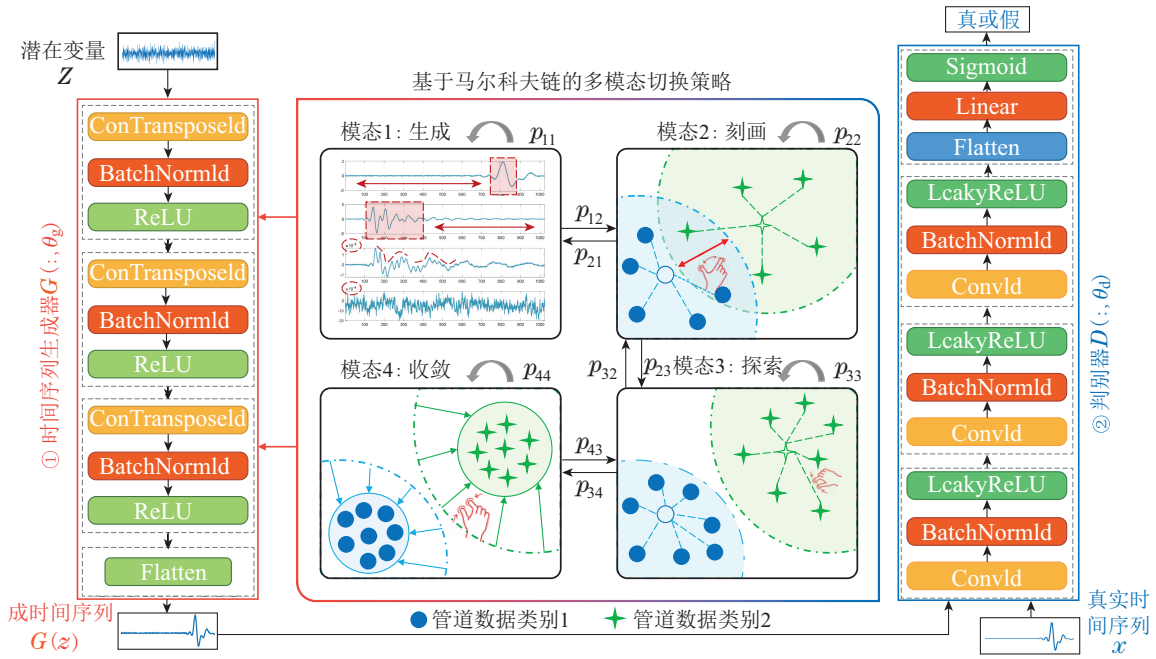 潜在变量
Z
ConTransposeld
BatchNormld
ReLU
ConTransposeld
BatchNormld
ReLU
ConTransposeld
BatchNormld
ReLU
Flatten
① 时间序列生成器G(:, θg)
成时间序列
G(z)
基于马尔科夫链的多模态切换策略
模态1: 生成
p11
模态2: 刻画
p22
p12
p21
模态4: 收敛
p44
p32
p23
模态3: 探索
p33
p43
p34
管道数据类别1
管道数据类别2
真或假
Sigmoid
Linear
Flatten
LcakyReLU
BatchNormld
Convld
LcakyReLU
BatchNormld
Convld
LcakyReLU
BatchNormld
Convld
② 判别器D(:, θd)
真实时
间序列
x